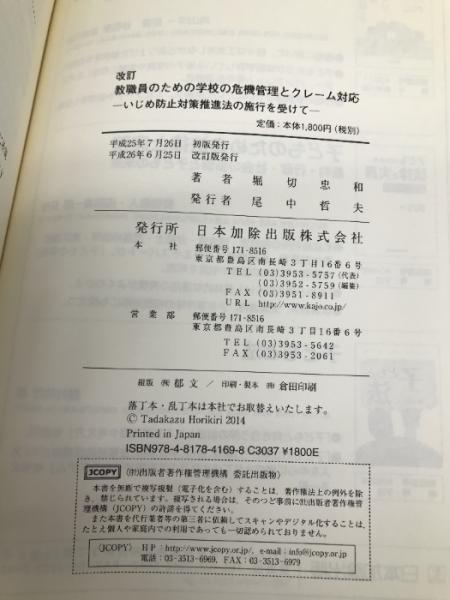 改訂
教職員のための学校の危機管理とクレーム対応
―いじめ防止対策推進法の施行を受けて―
定価:本体1,800円(税別)
平成25年7月26日 初版発行
平成26年6月25日 改訂版発行
著者 堀切忠和
発行者 尾中哲夫
発行所 日本加除出版株式会社
本社 郵便番号 171-8516
東京都豊島区南長崎3丁目16番6号
TEL (03)3953-5757(代表)
(03)3952-5759(編集)
FAX (03)3951-8911
URL http://www.kajo.co.jp/
営業部 郵便番号 171-8516
東京都豊島区南長崎3丁目16番6号
TEL (03)3953-5642
FAX (03)3953-2061
組版 ㈱ 郁文 / 印刷・製本 ㈱ 倉田印刷
落丁本・乱丁本は本社でお取替えいたします。
© Tadakazu Horikiri 2014
Printed in Japan
ISBN978-4-8178-4169-8 C3037 ¥1800E
JCOPY 〈㈳出版者著作権管理機構 委託出版物〉
本書を無断で複写複製(電子化を含む)することは、著作権法上の例外を除
き、禁じられています。複写される場合は、そのつど事前に㈳出版者著作権管
理機構(JCOPY)の許諾を得てください。
また本書を代行業者等の第三者に依頼してスキャンやデジタル化することは、
たとえ個人や家庭内での利用であっても一切認められておりません。
〈JCOPY〉 HP:http://www.jcopy.or.jp/, e-mail:info@jcopy.or.jp
電話:03-3513-6969, FAX:03-3513-6979